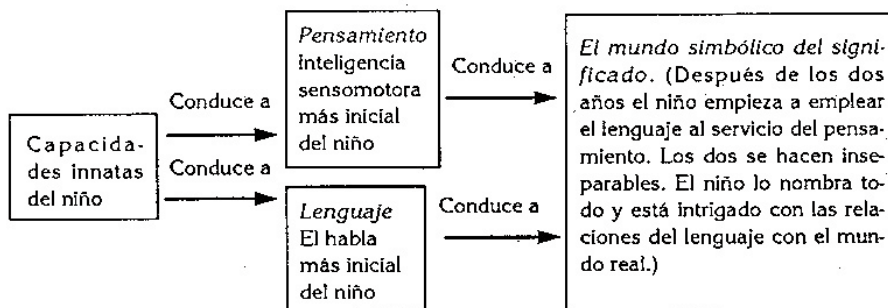 Capacida-
des innatas
del niño
Conduce a
Conduce a
Pensamiento
inteligencia
sensomotora
más inicial
del niño
Lenguaje
El habla
más inicial
del niño
Conduce a
Conduce a
El mundo simbólico del signi-
ficado. (Después de los dos
años el niño empieza a emplear
el lenguaje al servicio del pensa-
miento. Los dos se hacen inse-
parables. El niño lo nombra to-
do y está intrigado con las rela-
ciones del lenguaje con el mun-
do real.)